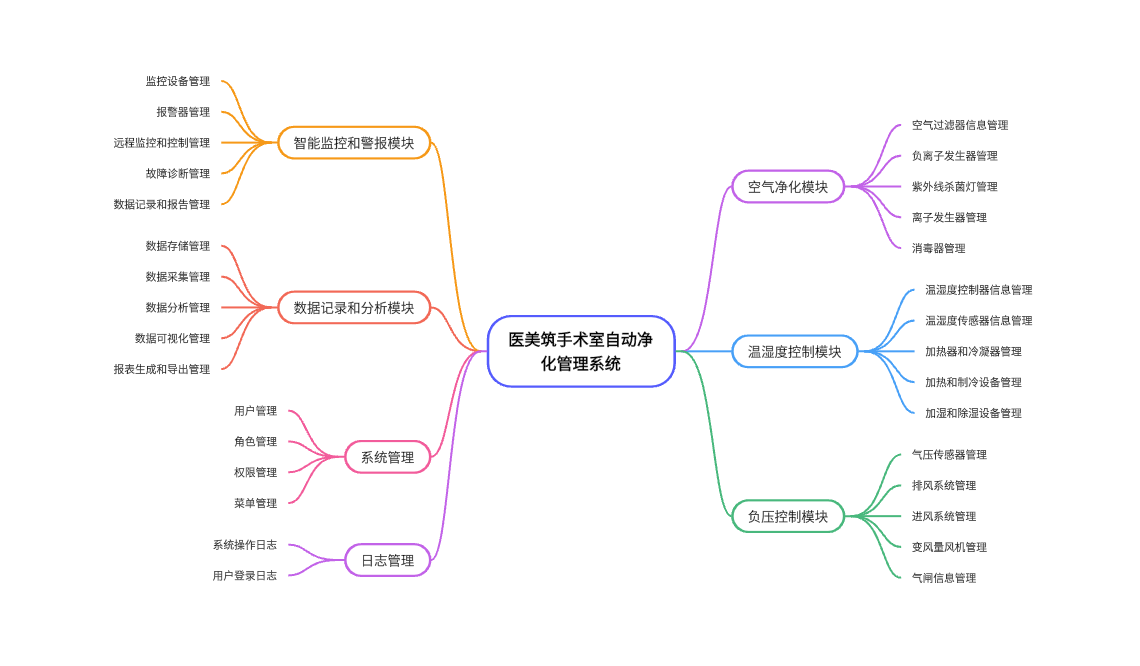 医美筑手术室自动净
化管理系统
智能监控和警报模块
监控设备管理
报警器管理
远程监控和控制管理
故障诊断管理
数据记录和报告管理
数据记录和分析模块
数据存储管理
数据采集管理
数据分析管理
数据可视化管理
报表生成和导出管理
系统管理
用户管理
角色管理
权限管理
菜单管理
日志管理
系统操作日志
用户登录日志
空气净化模块
空气过滤器信息管理
负离子发生器管理
紫外线杀菌灯管理
离子发生器管理
消毒器管理
温湿度控制模块
温湿度控制器信息管理
温湿度传感器信息管理
加热器和冷凝器管理
加热和制冷设备管理
加湿和除湿设备管理
负压控制模块
气压传感器管理
排风系统管理
进风系统管理
变风量风机管理
气闸信息管理